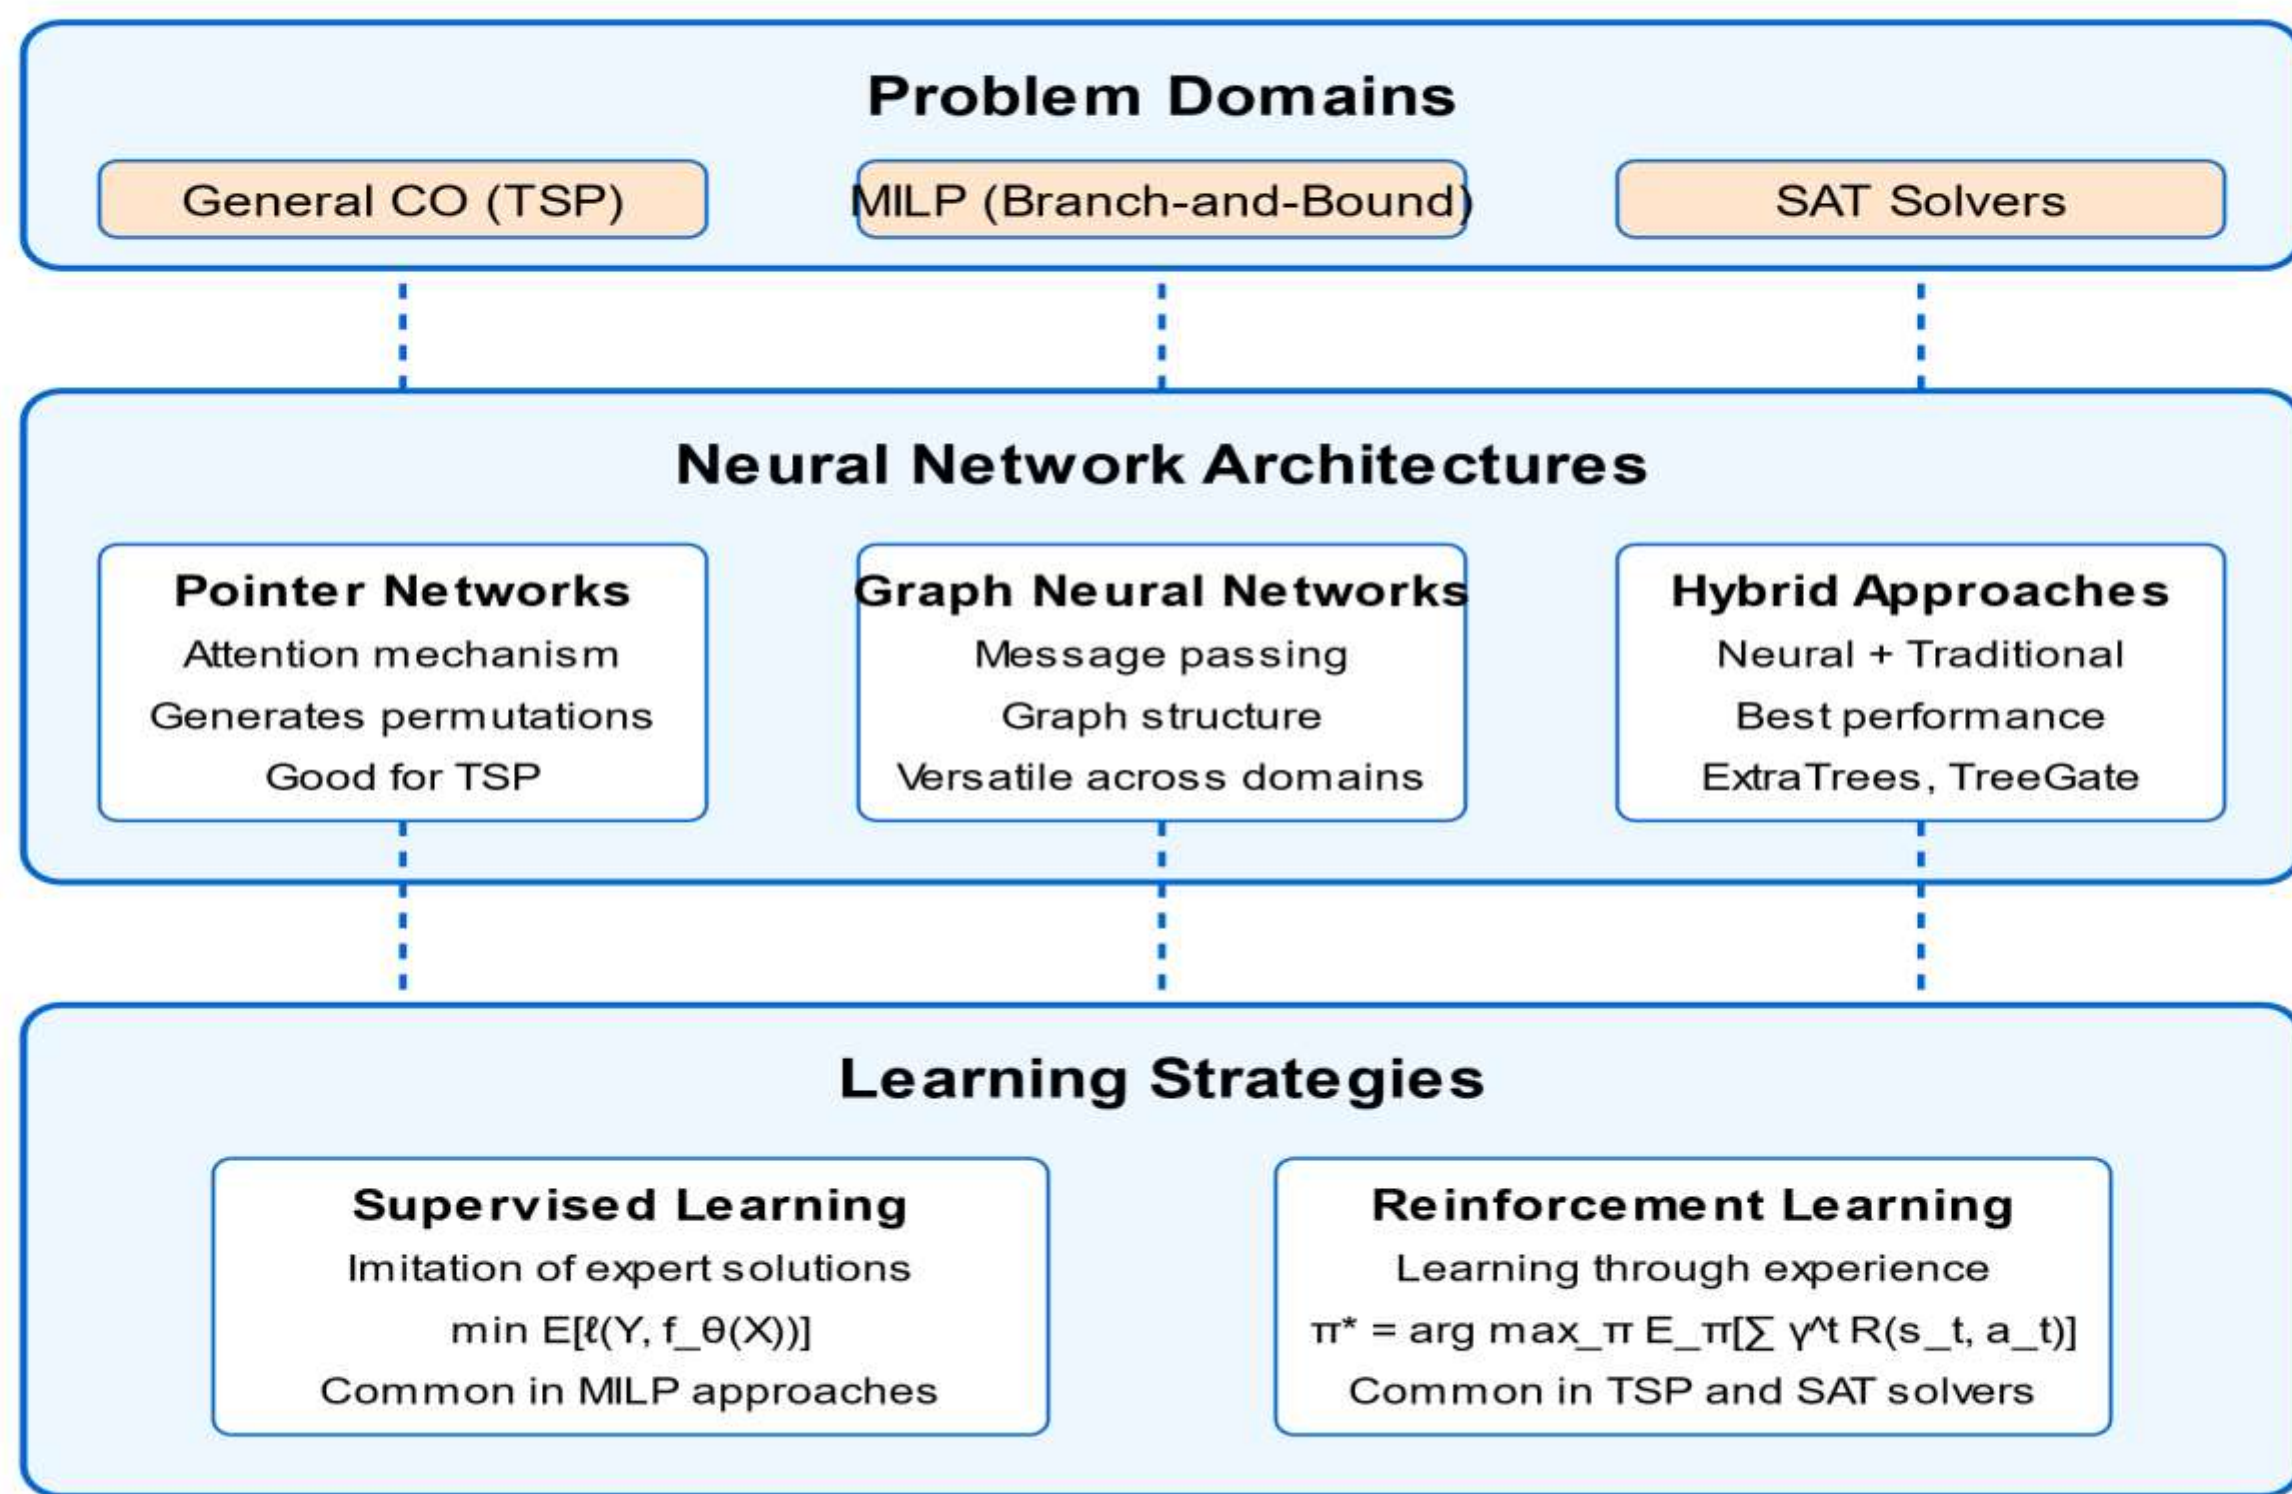 Problem Domains
General CO (TSP)
MILP (Branch-and-Bound)
SAT Solvers
Neural Network Architectures
Pointer Networks
Attention mechanism
Generates permutations
Good for TSP
Graph Neural Networks
Message passing
Graph structure
Versatile across domains
Hybrid Approaches
Neural + Traditional
Best performance
ExtraTrees, TreeGate
Learning Strategies
Supervised Learning
Imitation of expert solutions
min E[ℓ(Y, f_θ(X))]
Common in MILP approaches
Reinforcement Learning
Learning through experience
π* = arg max_π E_π[∑ γ^t R(s_t, a_t)]
Common in TSP and SAT solvers